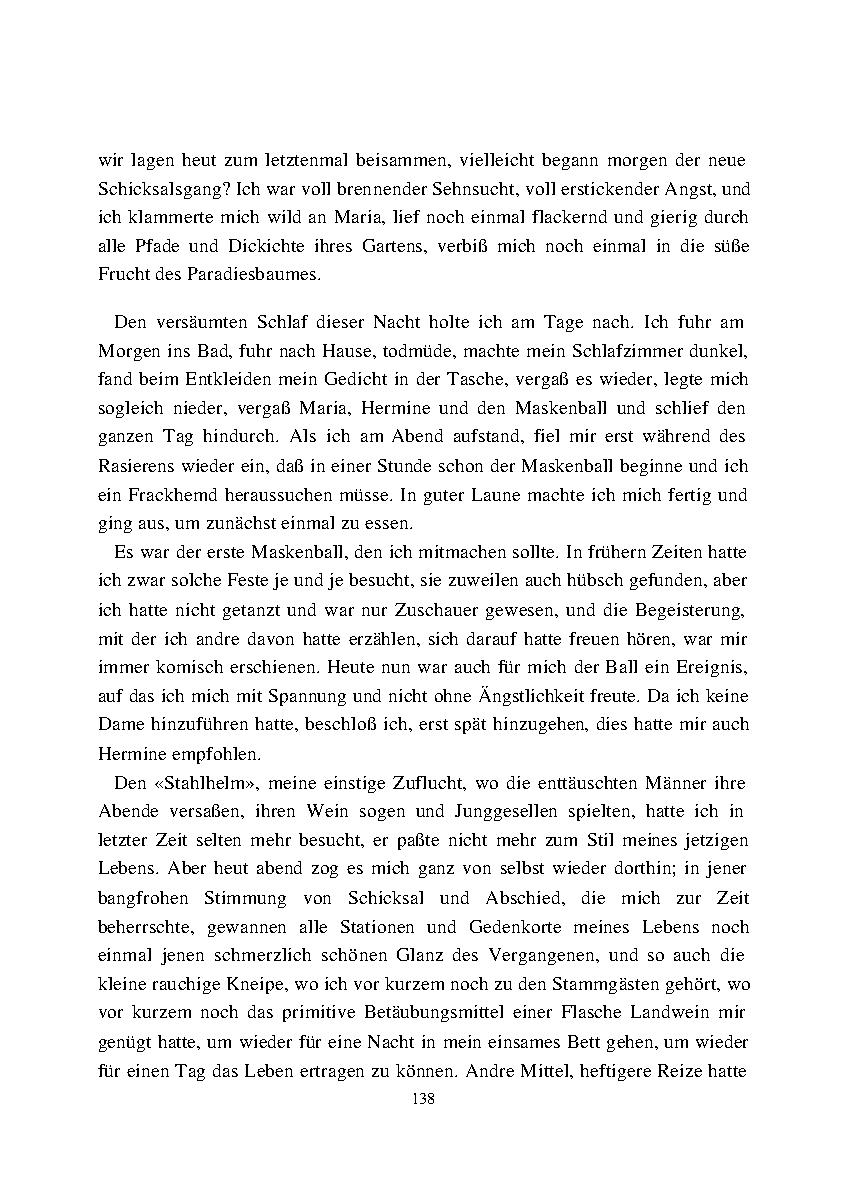 wir lagen heut zum letztenmal beisammen, vielleicht begann morgen der neue
Schicksalsgang? Ich war voll brennender Sehnsucht, voll erstickender Angst, und
ich klammerte mich wild an Maria, lief noch einmal flackernd und gierig durch
alle Pfade und Dickichte ihres Gartens, verbiß mich noch einmal in die süße
Frucht des Paradiesbaumes.
Den versäumten Schlaf dieser Nacht holte ich am Tage nach. Ich fuhr am
Morgen ins Bad, fuhr nach Hause, todmüde, machte mein Schlafzimmer dunkel,
fand beim Entkleiden mein Gedicht in der Tasche, vergaß es wieder, legte mich
sogleich nieder, vergaß Maria, Hermine und den Maskenball und schlief den
ganzen Tag hindurch. Als ich am Abend aufstand, fiel mir erst während des
Rasierens wieder ein, daß in einer Stunde schon der Maskenball beginne und ich
ein Frackhemd heraussuchen müsse. In guter Laune machte ich mich fertig und
ging aus, um zunächst einmal zu essen.
Es war der erste Maskenball, den ich mitmachen sollte. In frühern Zeiten hatte
ich zwar solche Feste je und je besucht, sie zuweilen auch hübsch gefunden, aber
ich hatte nicht getanzt und war nur Zuschauer gewesen, und die Begeisterung,
mit der ich andre davon hatte erzählen, sich darauf hatte freuen hören, war mir
immer komisch erschienen. Heute nun war auch für mich der Ball ein Ereignis,
auf das ich mich mit Spannung und nicht ohne Ängstlichkeit freute. Da ich keine
Dame hinzuführen hatte, beschloß ich, erst spät hinzugehen, dies hatte mir auch
Hermine empfohlen.
Den «Stahlhelm», meine einstige Zuflucht, wo die enttäuschten Männer ihre
Abende versaßen, ihren Wein sogen und Junggesellen spielten, hatte ich in
letzter Zeit selten mehr besucht, er paßte nicht mehr zum Stil meines jetzigen
Lebens. Aber heut abend zog es mich ganz von selbst wieder dorthin; in jener
bangfrohen Stimmung von Schicksal und Abschied, die mich zur Zeit
beherrschte, gewannen alle Stationen und Gedenkorte meines Lebens noch
einmal jenen schmerzlich schönen Glanz des Vergangenen, und so auch die
kleine rauchige Kneipe, wo ich vor kurzem noch zu den Stammgästen gehört, wo
vor kurzem noch das primitive Betäubungsmittel einer Flasche Landwein mir
genügt hatte, um wieder für eine Nacht in mein einsames Bett gehen, um wieder
für einen Tag das Leben ertragen zu können. Andre Mittel, heftigere Reize hatte
138